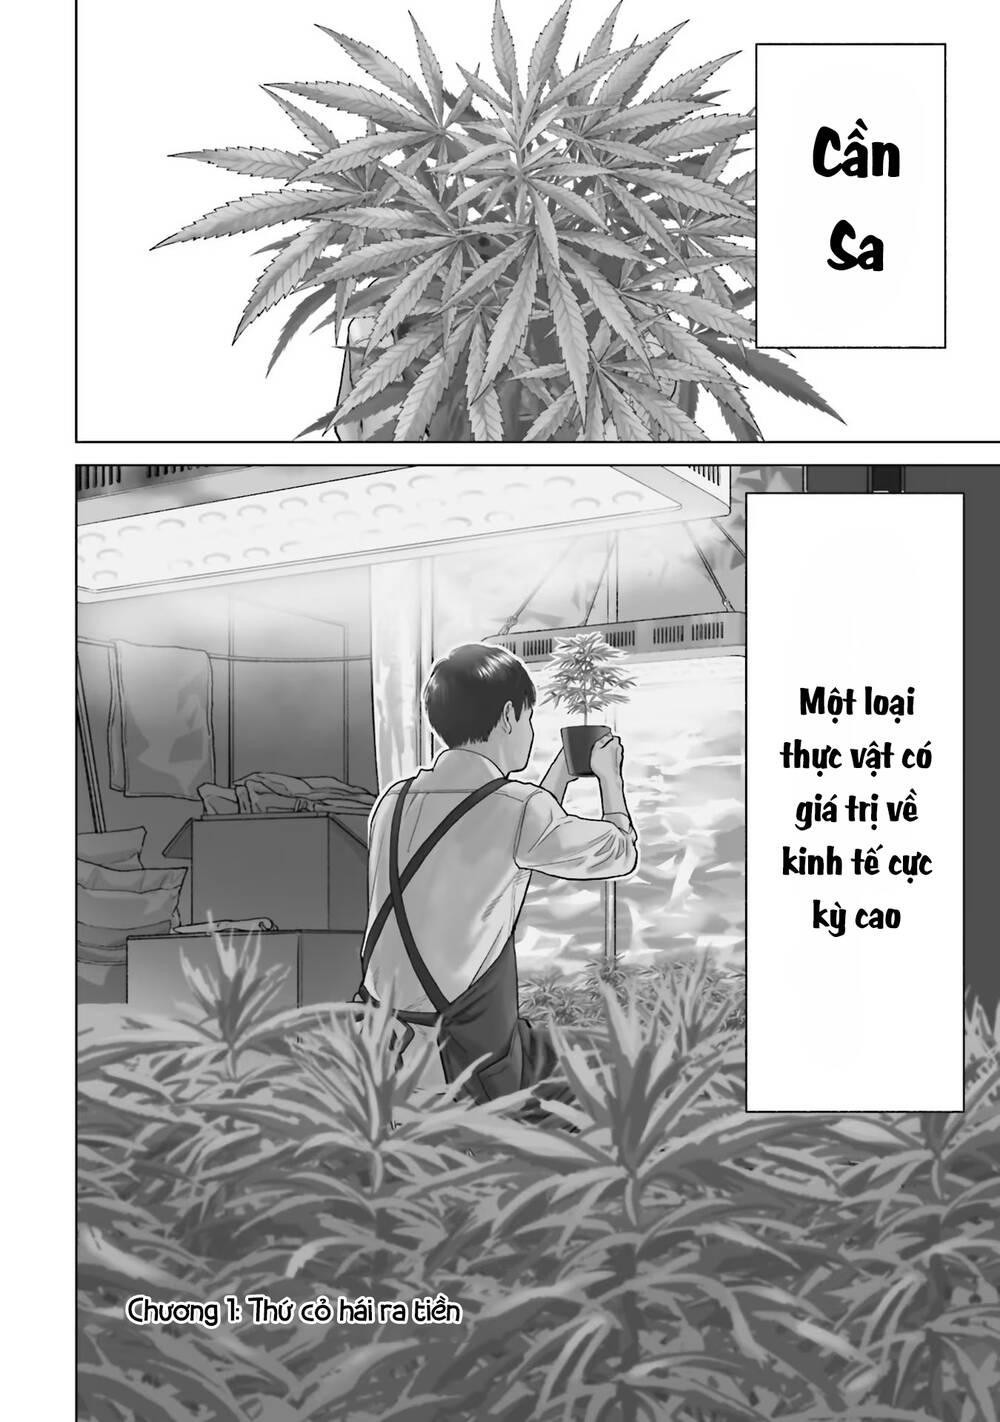 Cần
Sa
Một loại
thực vật có
giá trị về
kinh tế cực
kỳ cao
Chương 1: Thứ cỏ hái ra tiền